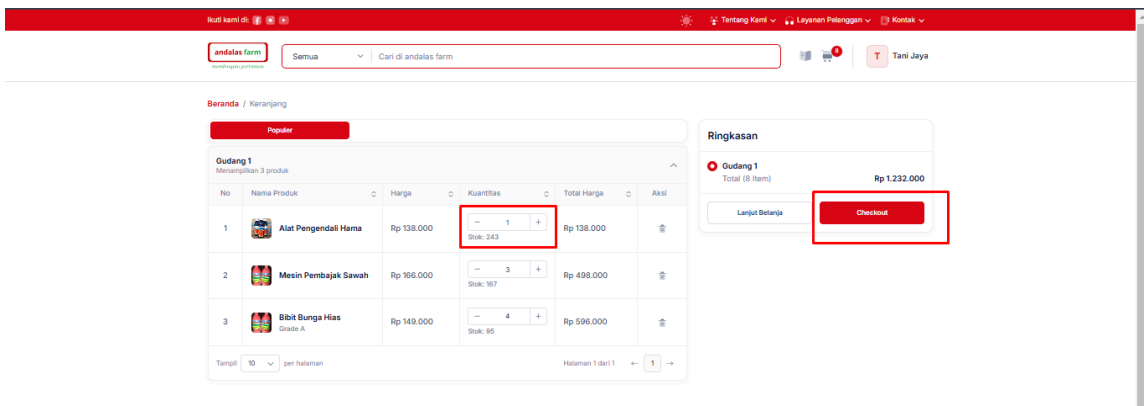 Ikuti kami di:
Tentang Kami
Layanan Pelanggan
Kontak
andalas farm
Semua
Cari di andalas farm
8
T
Tani Jaya
Beranda / Keranjang
Populer
Gudang 1
Menampilkan 3 produk
No Nama Produk Harga Kuantitas Total Harga Aksi
1 Alat Pengendali Hama Rp 138.000 - 1 + Rp 138.000
Stok: 243
2 Mesin Pembajak Sawah Rp 166.000 - 3 + Rp 498.000
Stok: 167
3 Bibit Bunga Hias Rp 149.000 - 4 + Rp 596.000
Grade A
Stok: 95
Tampil 10 per halaman
Halaman 1 dari 1 ← 1 →
Ringkasan
Gudang 1
Total (8 Item) Rp 1.232.000
Lanjut Belanja
Checkout